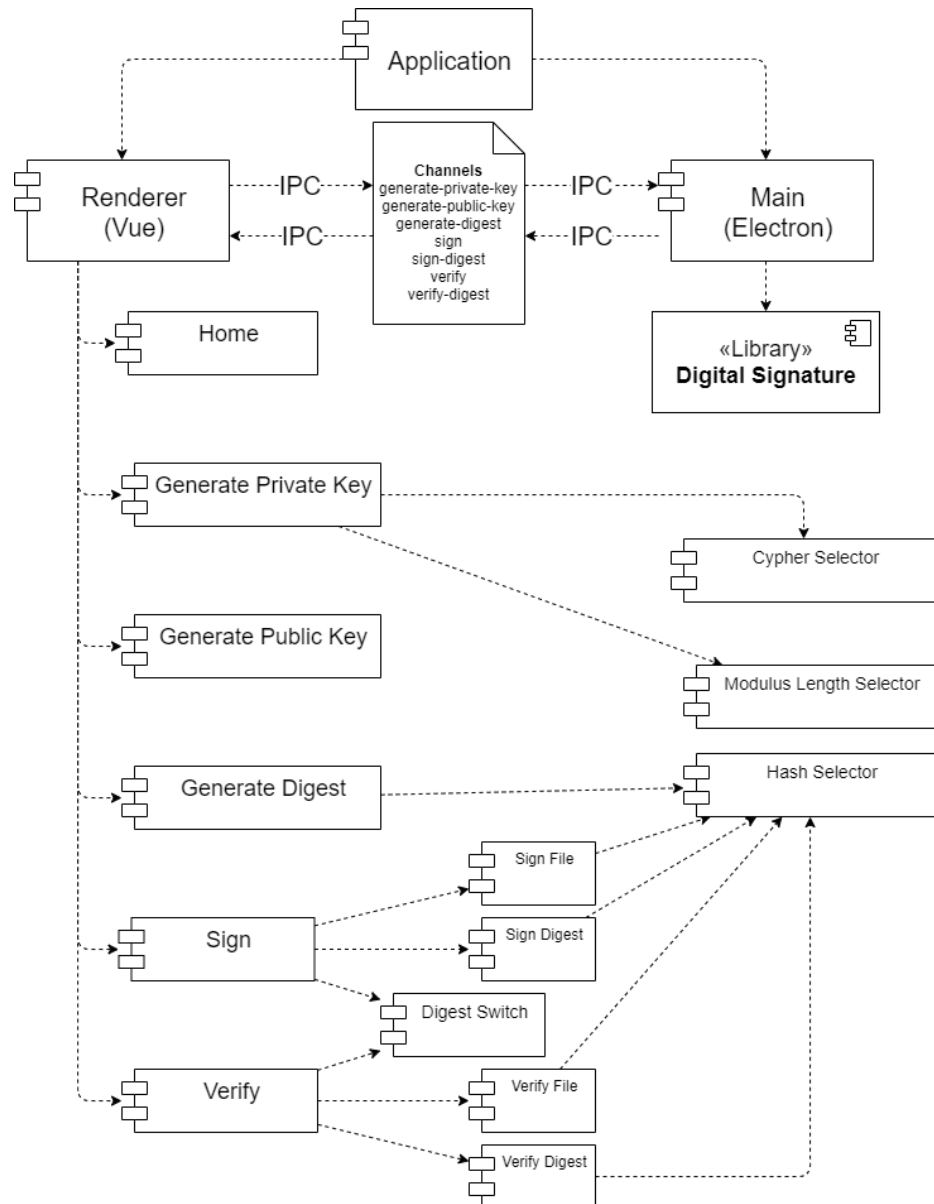 Application
Renderer
(Vue)
IPC
IPC
Channels
generate-private-key
generate-public-key
generate-digest
sign
sign-digest
verify
verify-digest
IPC
IPC
Main
(Electron)
Home
«Library»
Digital Signature
Generate Private Key
Cypher Selector
Generate Public Key
Modulus Length Selector
Generate Digest
Hash Selector
Sign File
Sign
Sign Digest
Digest Switch
Verify
Verify File
Verify Digest